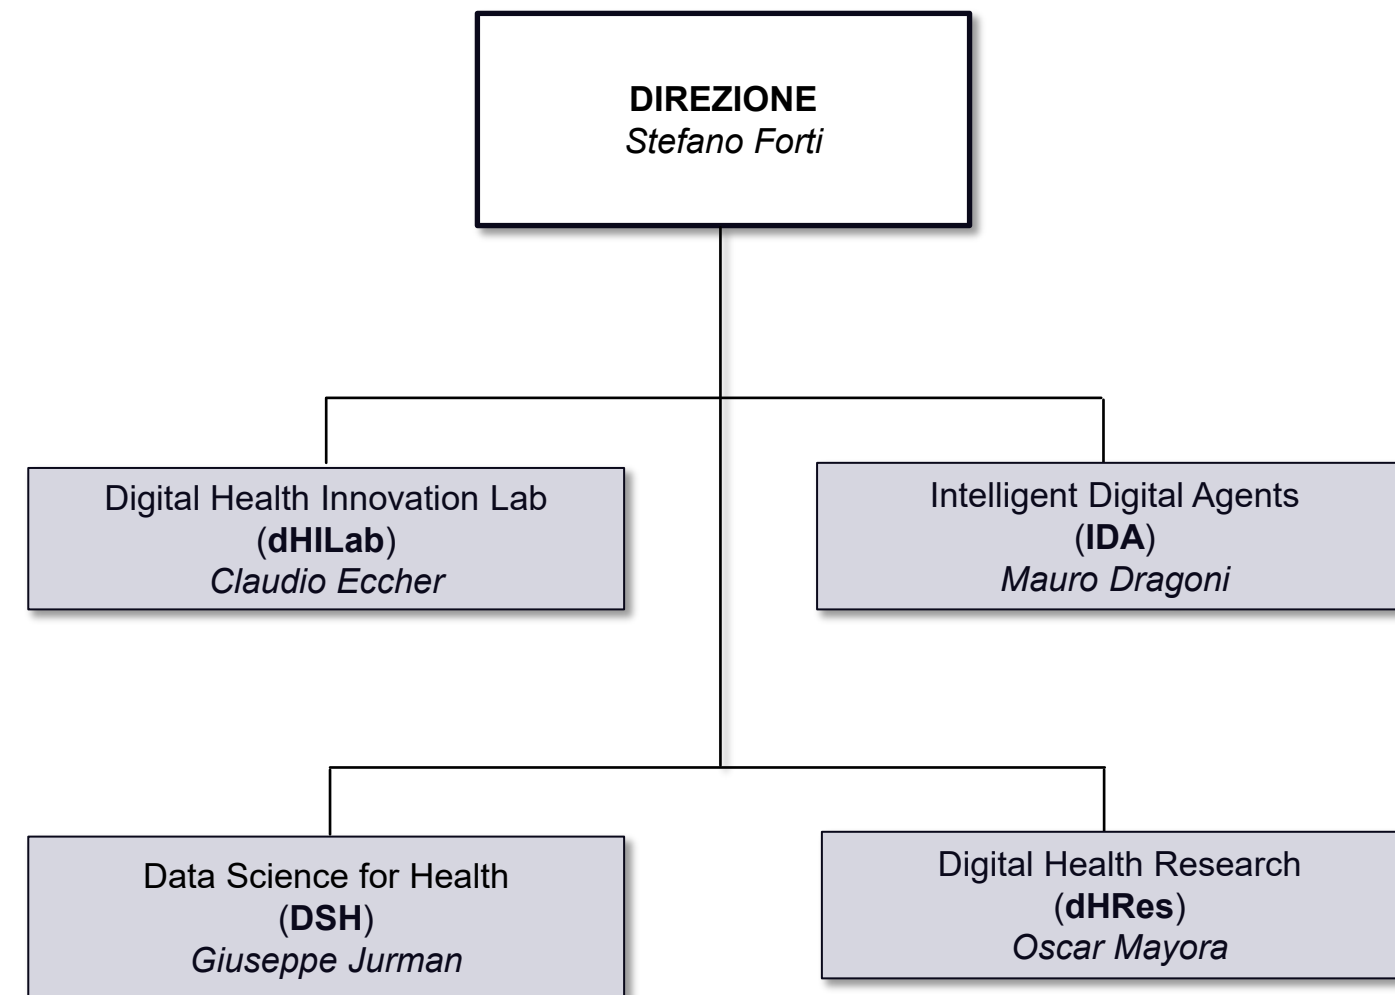 DIREZIONE
Stefano Forti
Digital Health Innovation Lab
(dHILab)
Claudio Eccher
Intelligent Digital Agents
(IDA)
Mauro Dragoni
Data Science for Health
(DSH)
Giuseppe Jurman
Digital Health Research
(dHRes)
Oscar Mayora